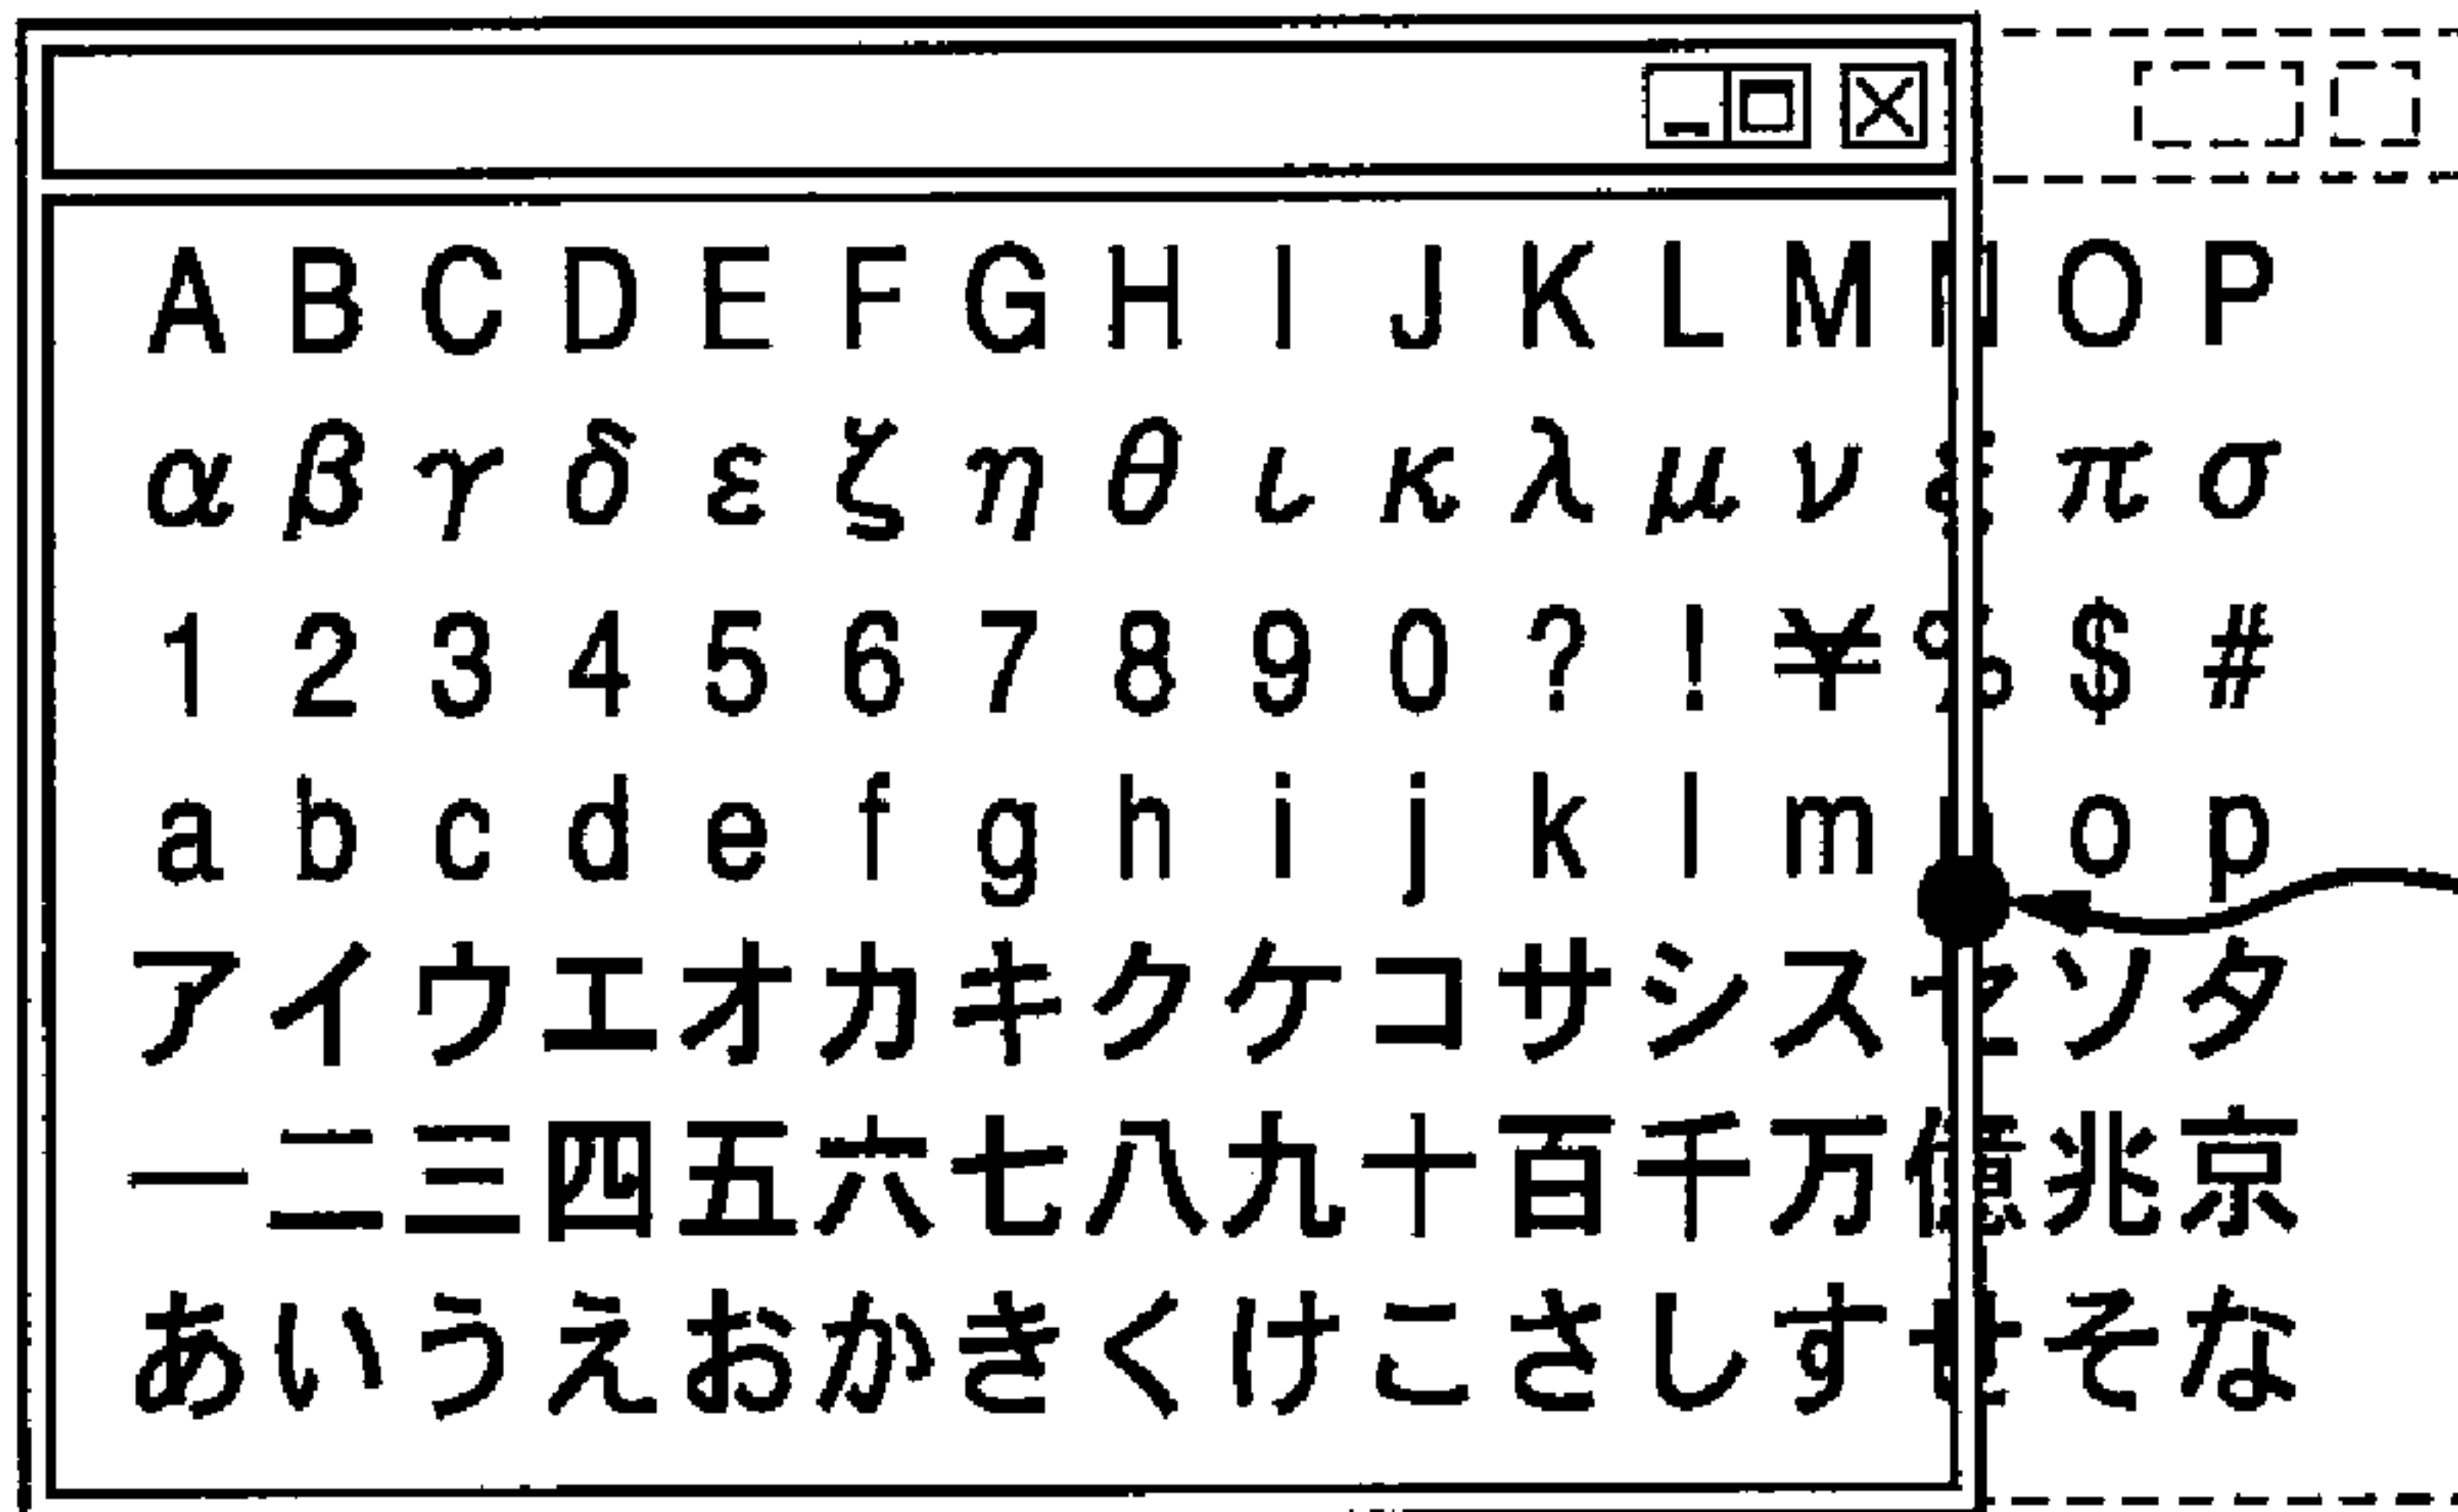 A B C D E F G H I J K L M N O P
α β γ δ ε ζ η θ ι κ λ μ ν ξ π σ
1 2 3 4 5 6 7 8 9 0 ? ! ¥ % $ #
a b c d e f g h i j k l m n o p
ア イ ウ エ オ カ キ ク ケ コ サ シ ス セ ソ タ
一 二 三 四 五 六 七 八 九 十 百 千 万 億 兆 京
あ い う え お か き く け こ さ し す せ そ な